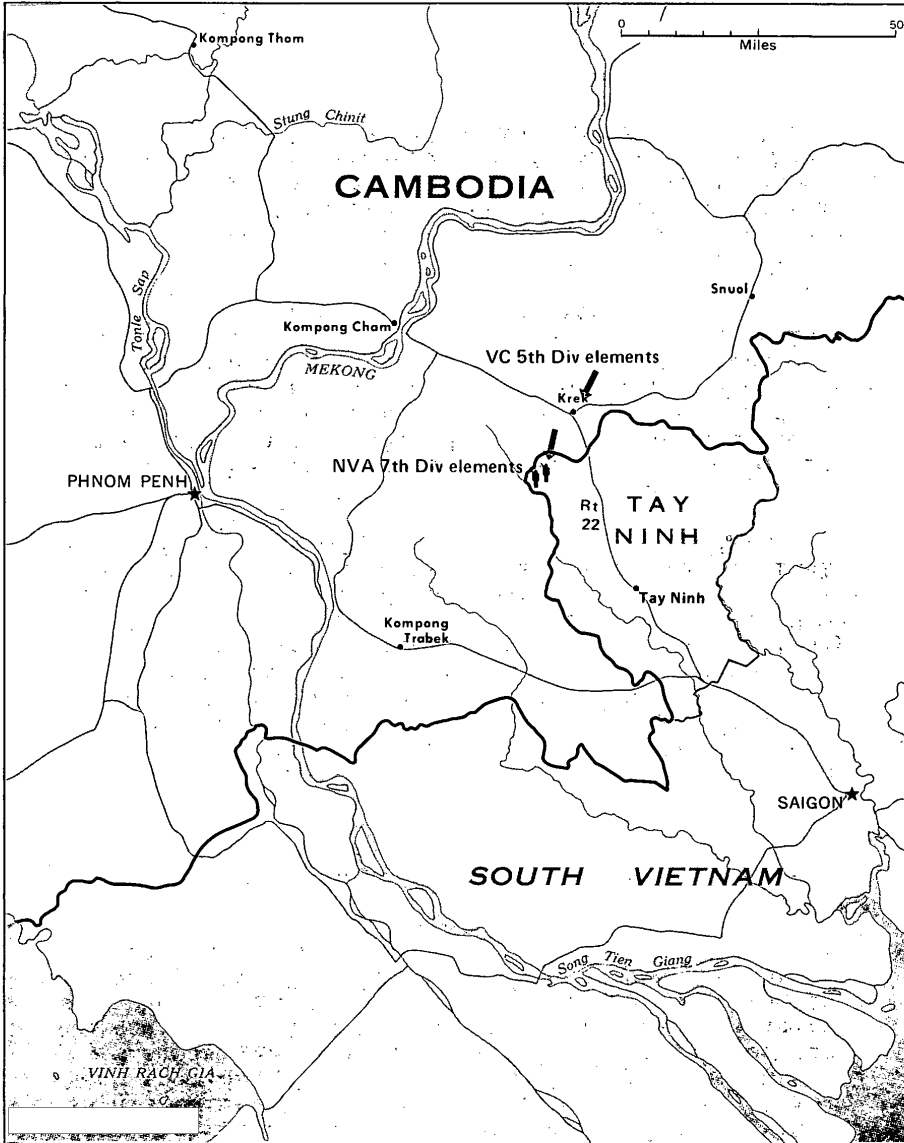 0 50
Miles
Kompong Thom
Stung Chinit
CAMBODIA
Tonle Sap
Snuol
Kompong Cham
MEKONG
VC 5th Div elements
Krek
NVA 7th Div elements
PHNOM PENH
Rt
22
TAY
NINH
Tay Ninh
Kompong
Trabek
SAIGON
SOUTH VIETNAM
Song Tien Giang
VINH RACH GIA